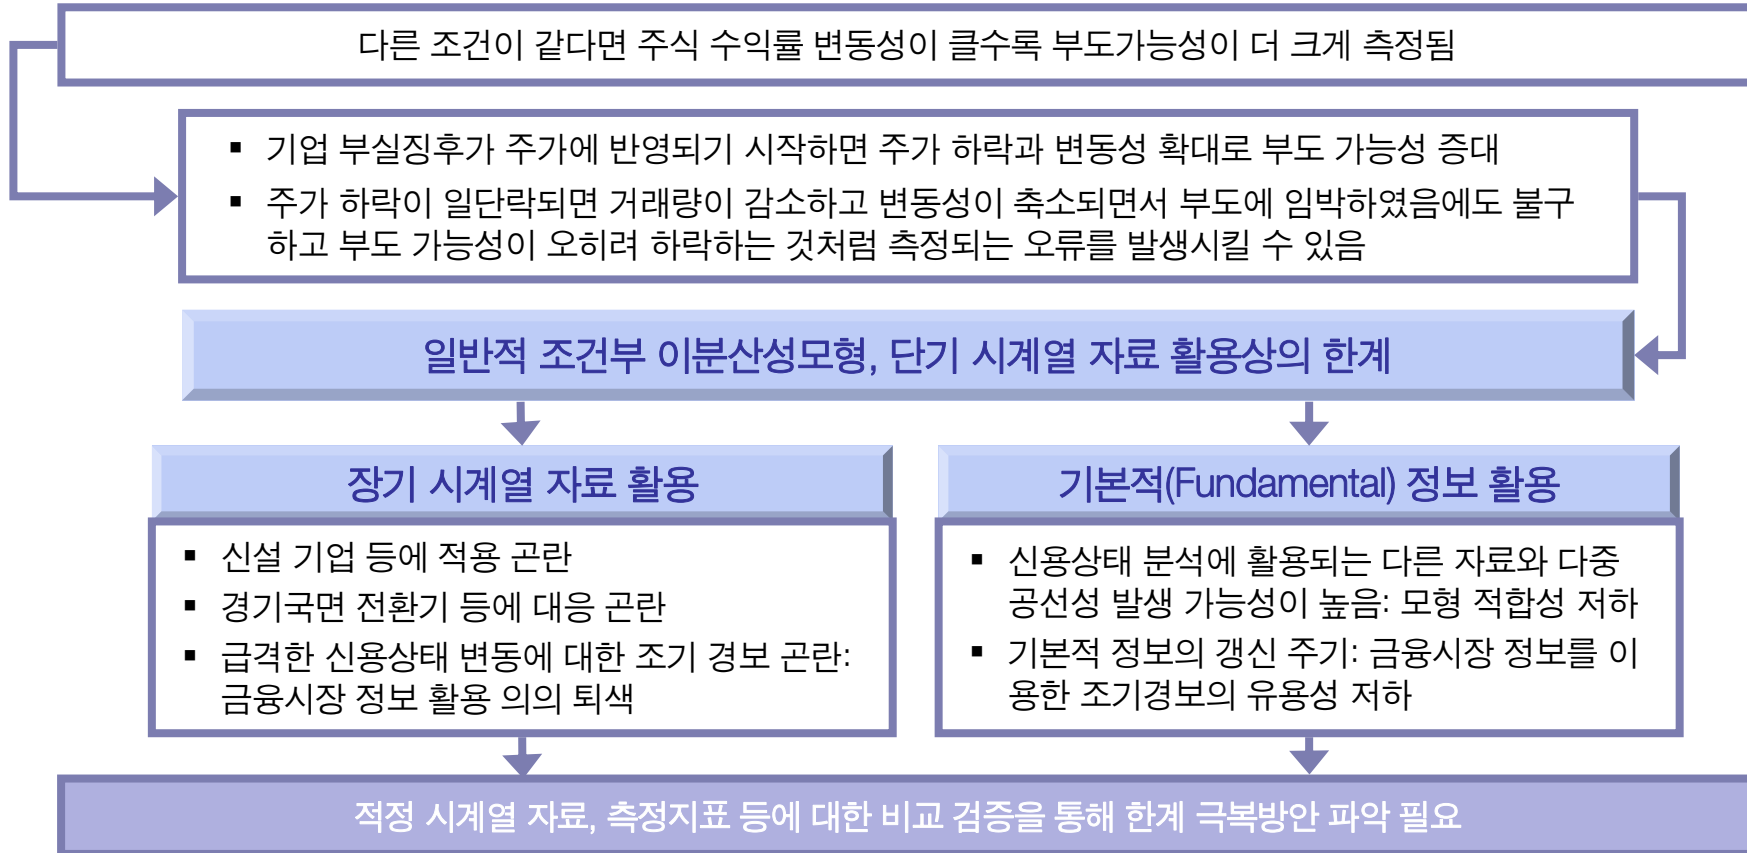 다른 조건이 같다면 주식 수익률 변동성이 클수록 부도가능성이 더 크게 측정됨
▪ 기업 부실징후가 주가에 반영되기 시작하면 주가 하락과 변동성 확대로 부도 가능성 증대
▪ 주가 하락이 일단락되면 거래량이 감소하고 변동성이 축소되면서 부도에 임박하였음에도 불구
하고 부도 가능성이 오히려 하락하는 것처럼 측정되는 오류를 발생시킬 수 있음
일반적 조건부 이분산성모형, 단기 시계열 자료 활용상의 한계
장기 시계열 자료 활용
▪ 신설 기업 등에 적용 곤란
▪ 경기국면 전환기 등에 대응 곤란
▪ 급격한 신용상태 변동에 대한 조기 경보 곤란:
금융시장 정보 활용 의의 퇴색
기본적(Fundamental) 정보 활용
▪ 신용상태 분석에 활용되는 다른 자료와 다중
공선성 발생 가능성이 높음: 모형 적합성 저하
▪ 기본적 정보의 갱신 주기: 금융시장 정보를 이
용한 조기경보의 유용성 저하
적정 시계열 자료, 측정지표 등에 대한 비교 검증을 통해 한계 극복방안 파악 필요